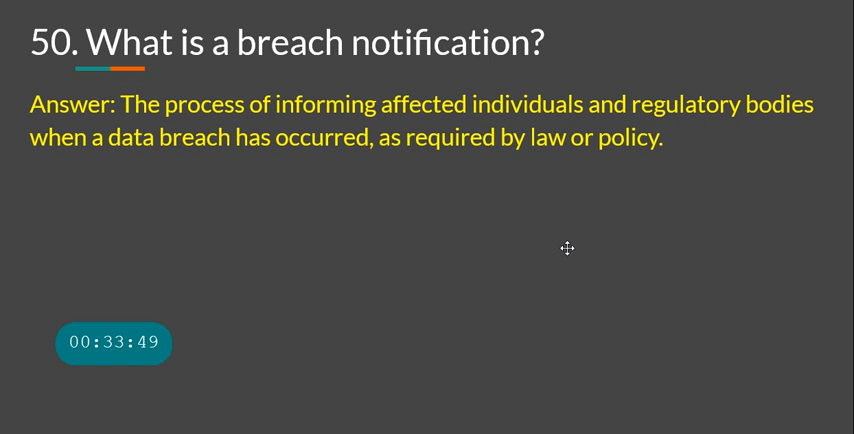 50. What is a breach notification?
Answer: The process of informing affected individuals and regulatory bodies
when a data breach has occurred, as required by law or policy.
00:33:49